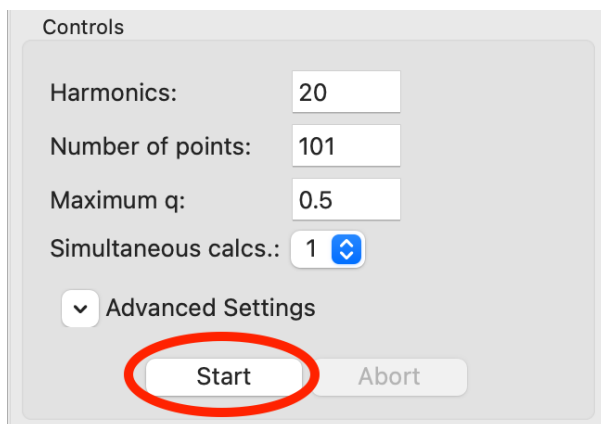 Controls
Harmonics: 20
Number of points: 101
Maximum q: 0.5
Simultaneous calcs.: 1
Advanced Settings
Start Abort